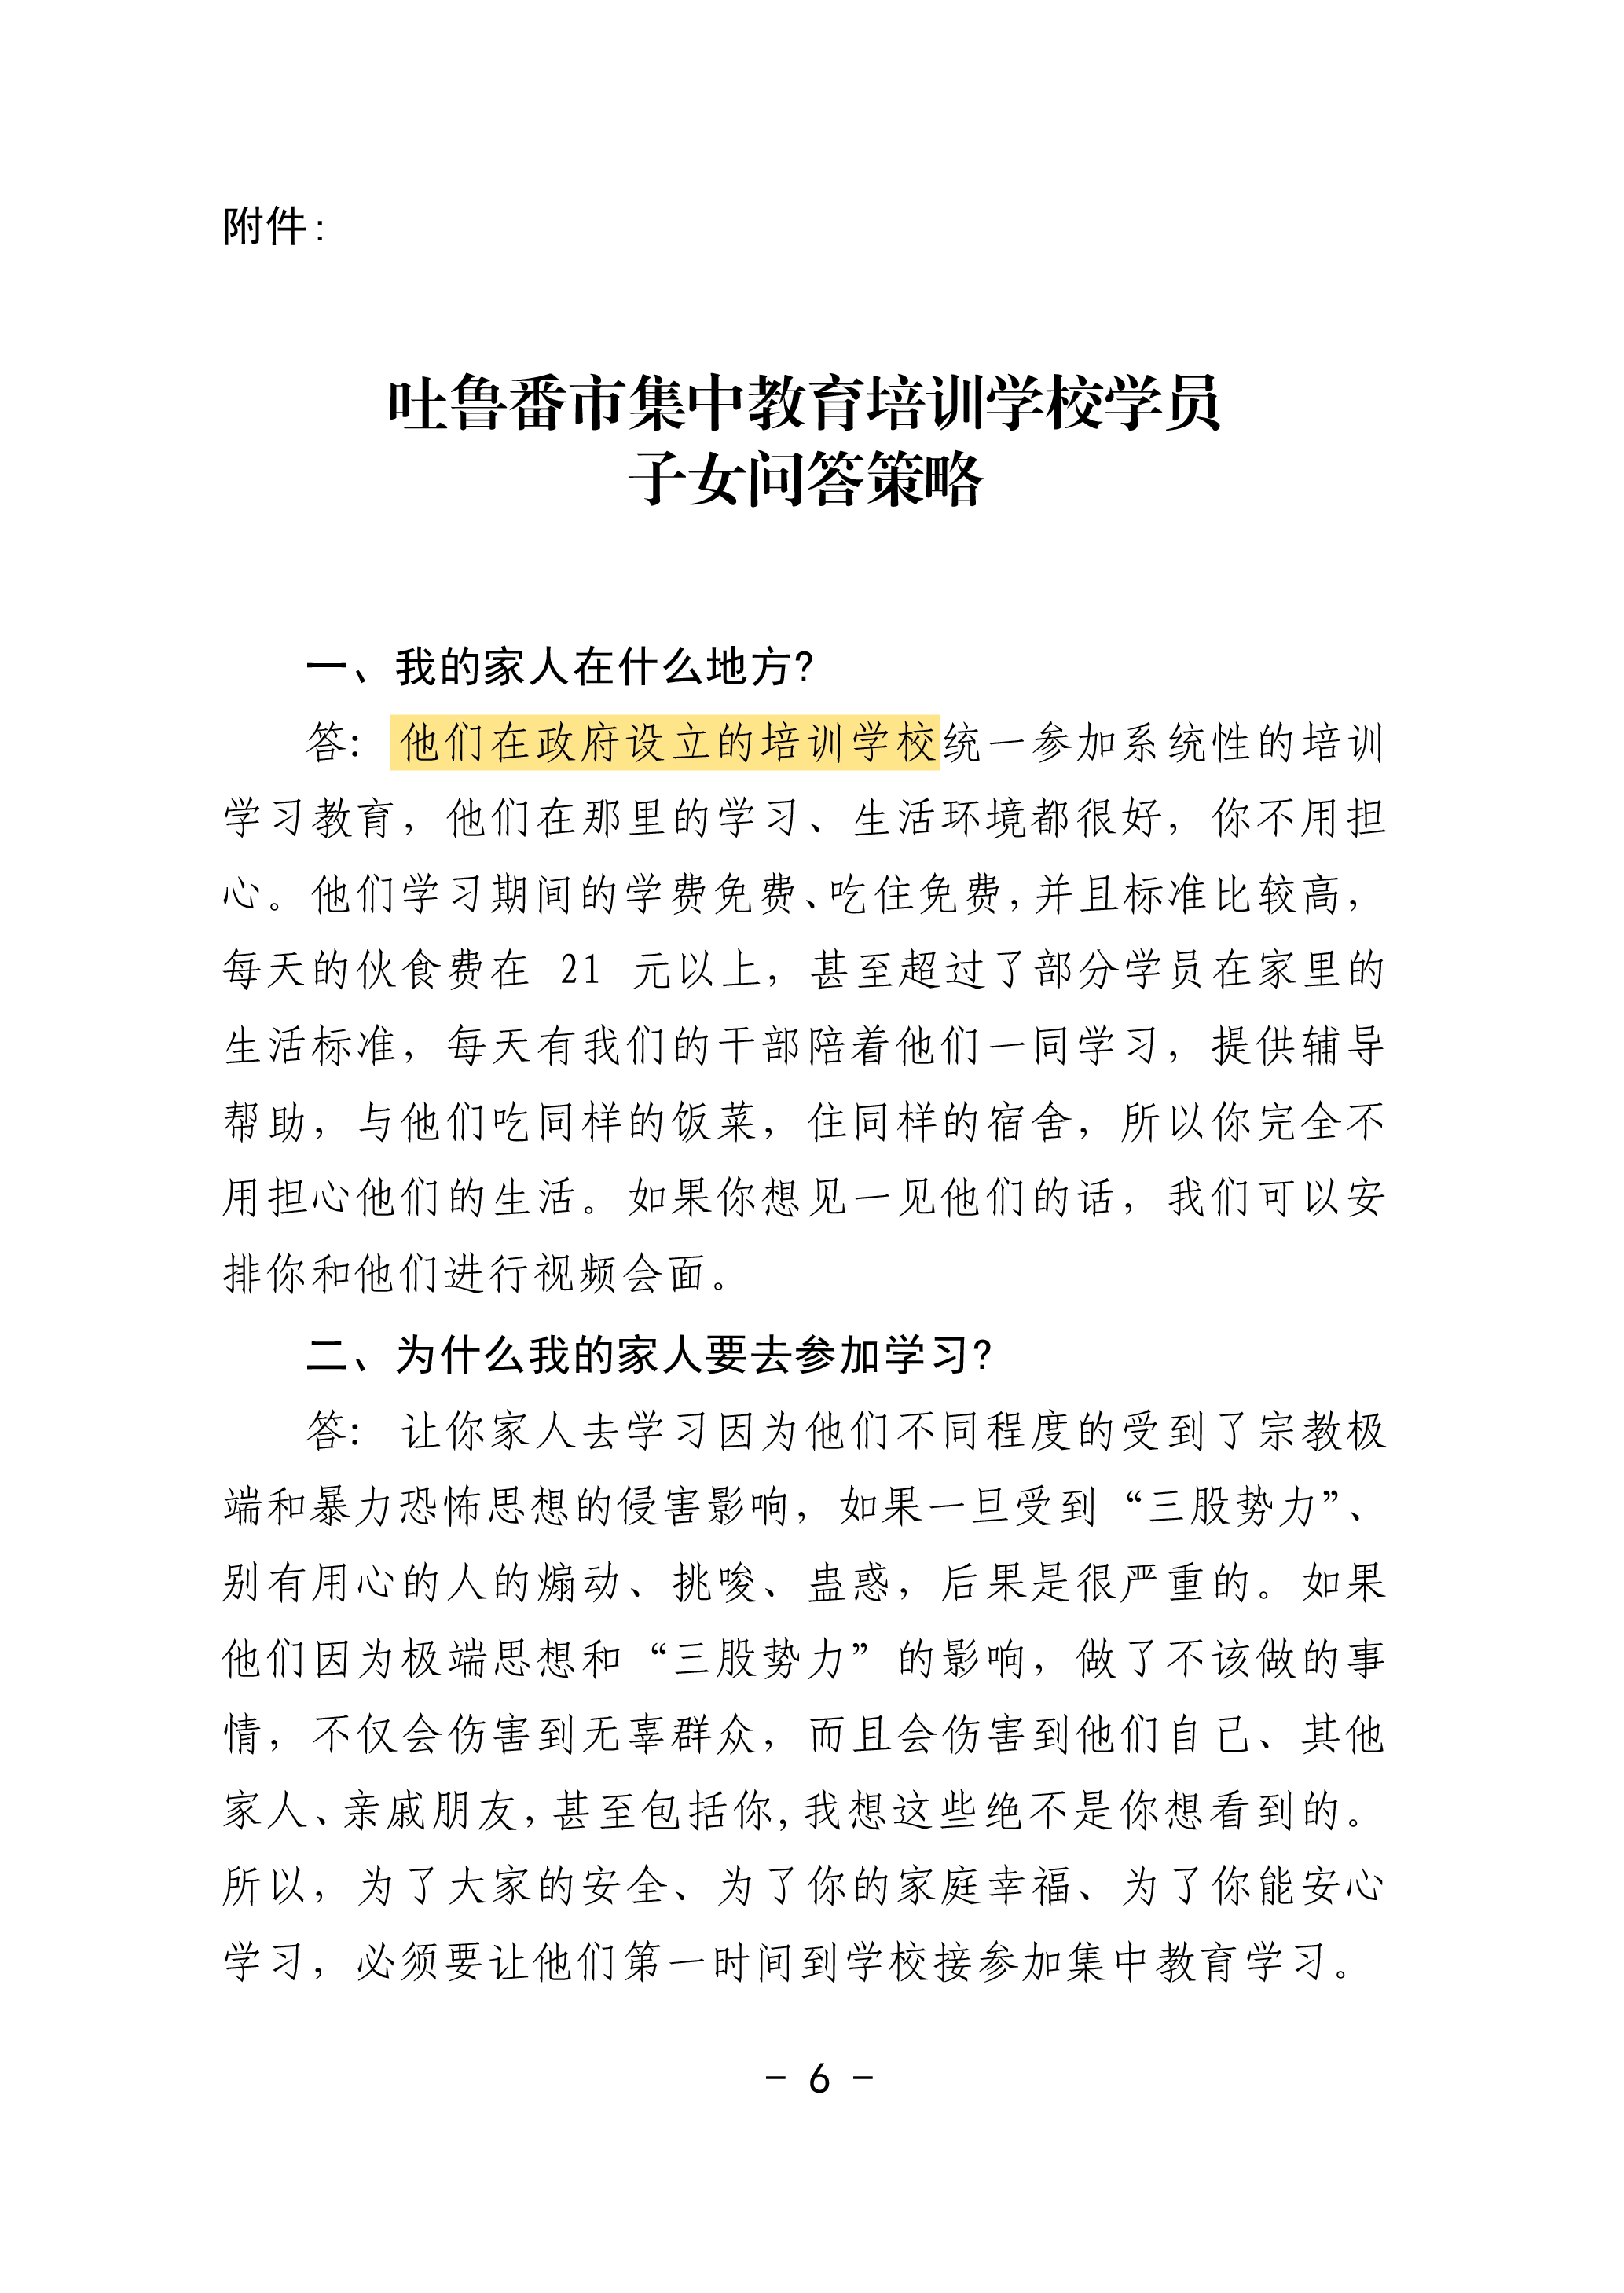 附件:
吐鲁番市集中教育培训学校学员
子女问答策略
一、我的家人在什么地方?
答: 他们在政府设立的培训学校统一参加系统性的培训
学习教育，他们在那里的学习、生活环境都很好，你不用担
心。他们学习期间的学费免费、吃住免费,并且标准比较高，
每天的伙食费在 21 元以上，甚至超过了部分学员在家里的
生活标准，每天有我们的干部陪着他们一同学习，提供辅导
帮助，与他们吃同样的饭菜，住同样的宿舍，所以你完全不
用担心他们的生活。如果你想见一见他们的话，我们可以安
排你和他们进行视频会面。
二、为什么我的家人要去参加学习?
答: 让你家人去学习因为他们不同程度的受到了宗教极
端和暴力恐怖思想的侵害影响，如果一旦受到“三股势力”、
别有用心的人的煽动、挑唆、蛊惑，后果是很严重的。如果
他们因为极端思想和“三股势力”的影响，做了不该做的事
情，不仅会伤害到无辜群众，而且会伤害到他们自己、其他
家人、亲戚朋友,甚至包括你,我想这些绝不是你想看到的。
所以，为了大家的安全、为了你的家庭幸福、为了你能安心
学习，必须要让他们第一时间到学校接参加集中教育学习。
- 6 -